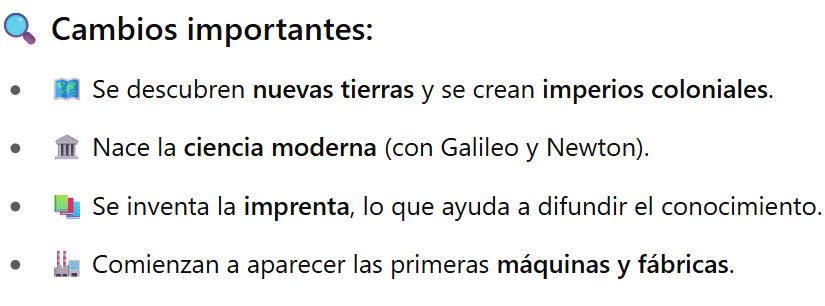 🔍 Cambios importantes:
• 🗺️ Se descubren nuevas tierras y se crean imperios coloniales.
• 🏛️ Nace la ciencia moderna (con Galileo y Newton).
• 📚 Se inventa la imprenta, lo que ayuda a difundir el conocimiento.
• 🏭 Comienzan a aparecer las primeras máquinas y fábricas.